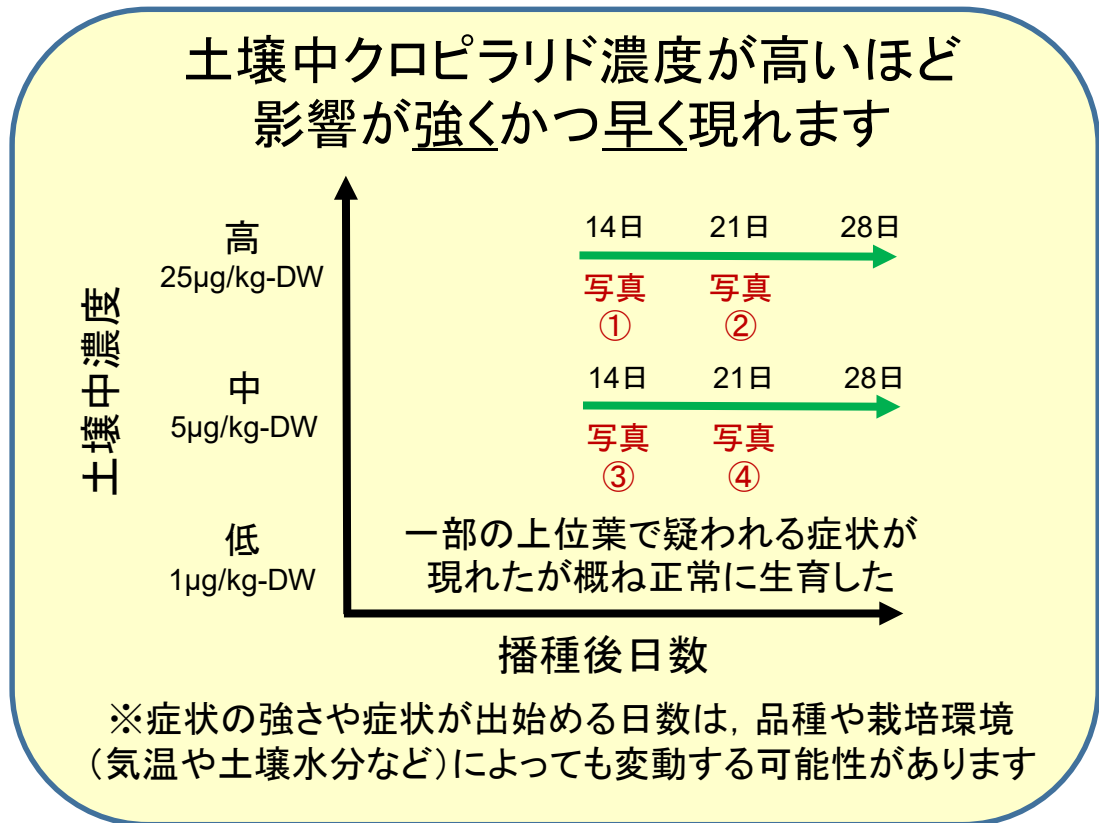 土壌中クロピラリド濃度が高いほど
影響が強くかつ早く現れます
土壌中濃度
高
25µg/kg-DW
14日 21日 28日
写真 写真
① ②
中
5µg/kg-DW
14日 21日 28日
写真 写真
③ ④
低
1µg/kg-DW
一部の上位葉で疑われる症状が
現れたが概ね正常に生育した
播種後日数
※症状の強さや症状が出始める日数は，品種や栽培環境
（気温や土壌水分など）によっても変動する可能性があります